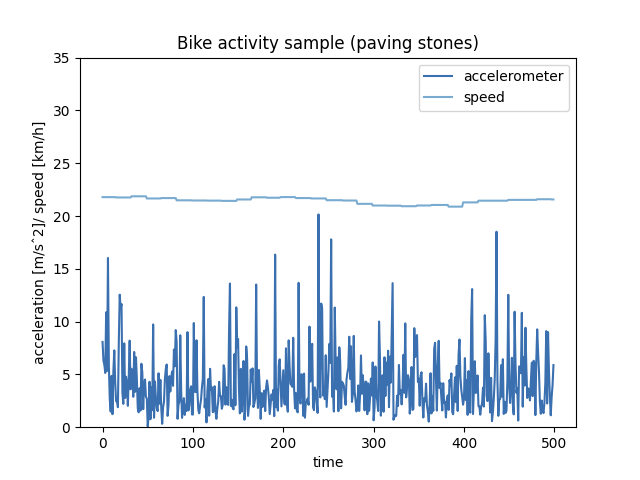 Bike activity sample (paving stones)
accelerometer
speed
35
30
25
20
15
10
5
0
acceleration [m/sˆ2]/ speed [km/h]
0 100 200 300 400 500
time